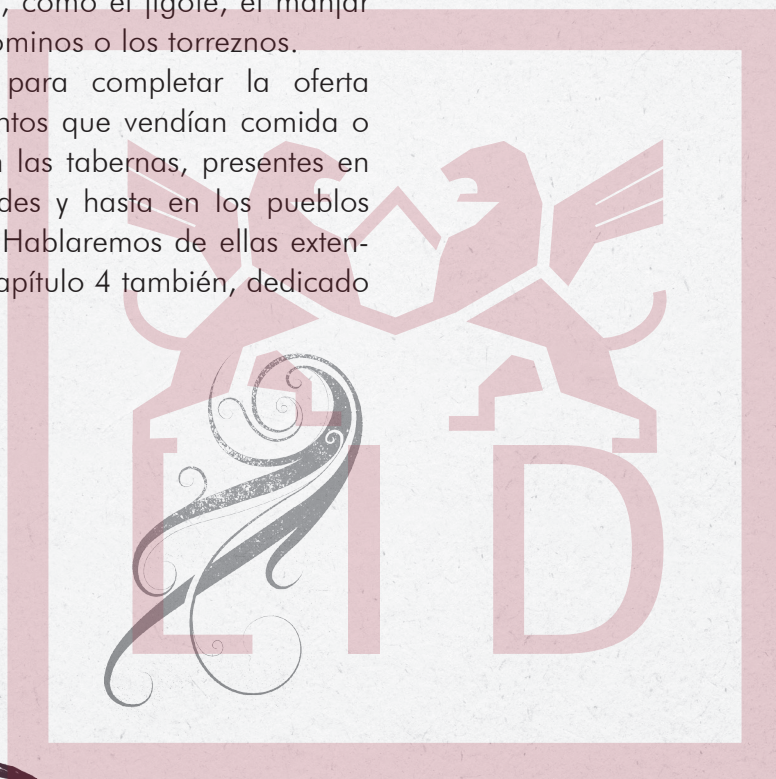 , como el jigote, el manjar
ominos o los torreznos.
para completar la oferta
ntos que vendían comida o
n las tabernas, presentes en
des y hasta en los pueblos
Hablaremos de ellas exten-
apítulo 4 también, dedicado
LID